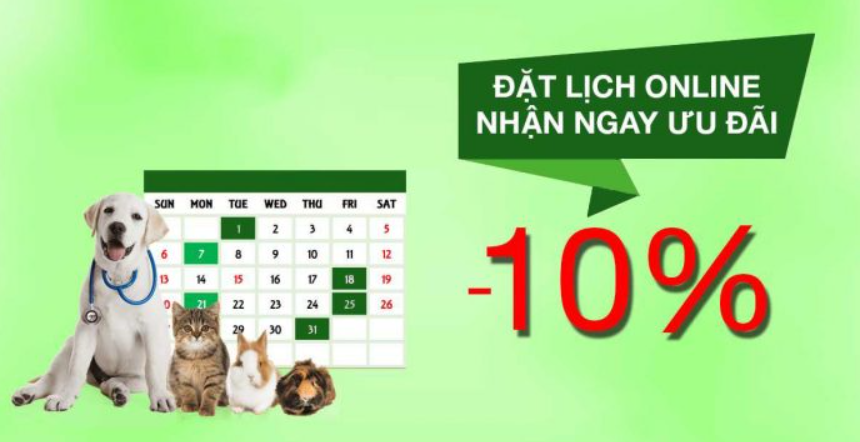 ĐẶT LỊCH ONLINE
NHẬN NGAY ƯU ĐÃI
-10%
SUN MON TUE WED THU FRI SAT
1 2 3 4 5
6 7 8 9 10 11 12
13 14 15 16 17 18 19
21 22 23 24 25 26
29 30 31